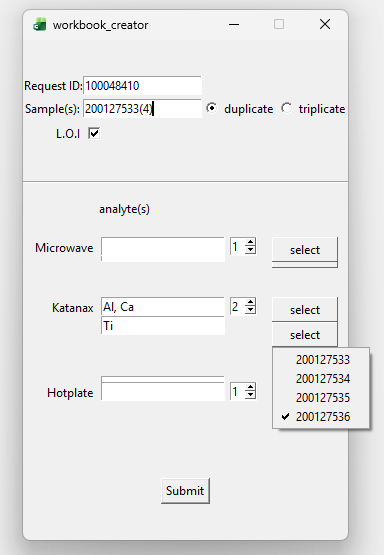 workbook_creator
Request ID: 100048410
Sample(s): 200127533(4) duplicate triplicate
L.O.I
analyte(s)
Microwave 1 select
Katanax Al, Ca 2 select
Ti select
200127533
200127534
200127535
200127536
Hotplate 1
Submit